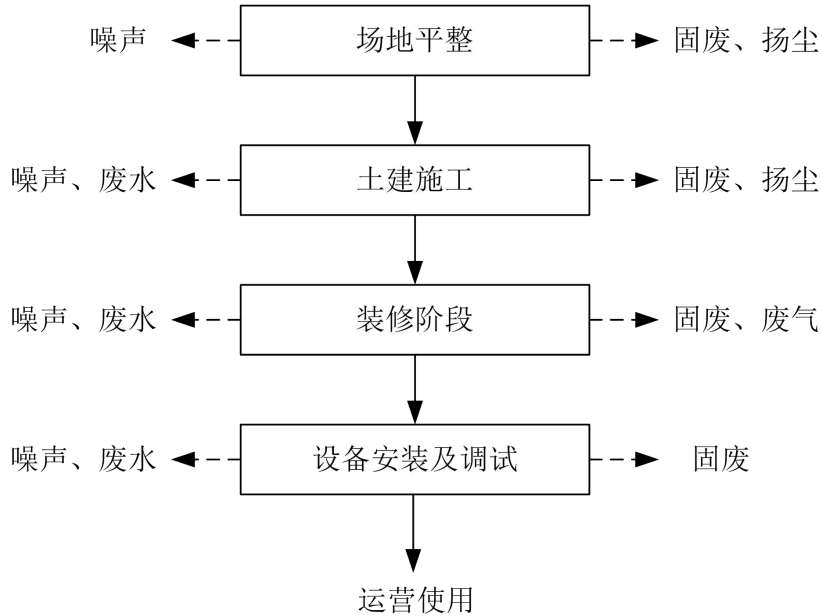 噪声 场地平整 固废、扬尘
噪声、废水 土建施工 固废、扬尘
噪声、废水 装修阶段 固废、废气
噪声、废水 设备安装及调试 固废
运营使用